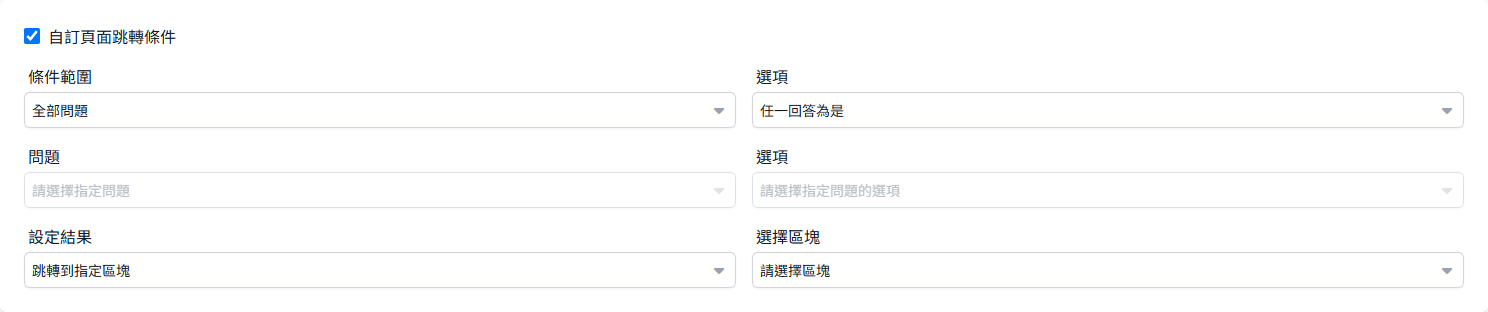 自訂頁面跳轉條件
條件範圍
選項
全部問題
任一回答為是
問題
選項
請選擇指定問題
請選擇指定問題的選項
設定結果
選擇區塊
跳轉到指定區塊
請選擇區塊